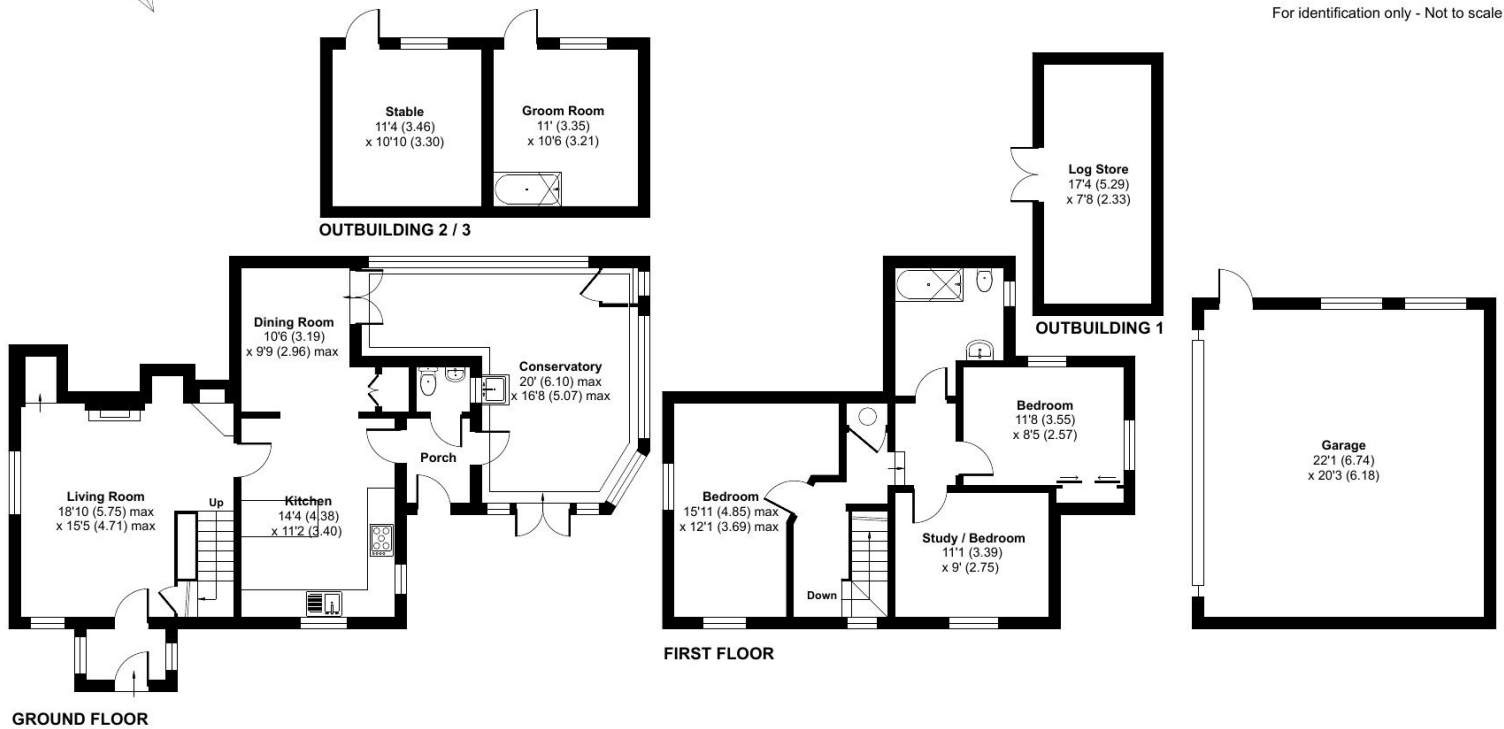 For identification only - Not to scale
Stable
11'4 (3.46)
x 10'10 (3.30)
Groom Room
11' (3.35)
x 10'6 (3.21)
OUTBUILDING 2 / 3
Log Store
17'4 (5.29)
x 7'8 (2.33)
OUTBUILDING 1
Dining Room
10'6 (3.19)
x 9'9 (2.96) max
Conservatory
20' (6.10) max
x 16'8 (5.07) max
Porch
Living Room
18'10 (5.75) max
x 15'5 (4.71) max
Up
Kitchen
14'4 (4.38)
x 11'2 (3.40)
GROUND FLOOR
Bedroom
11'8 (3.55)
x 8'5 (2.57)
Bedroom
15'11 (4.85) max
x 12'1 (3.69) max
Study / Bedroom
11'1 (3.39)
x 9' (2.75)
Down
FIRST FLOOR
Garage
22'1 (6.74)
x 20'3 (6.18)